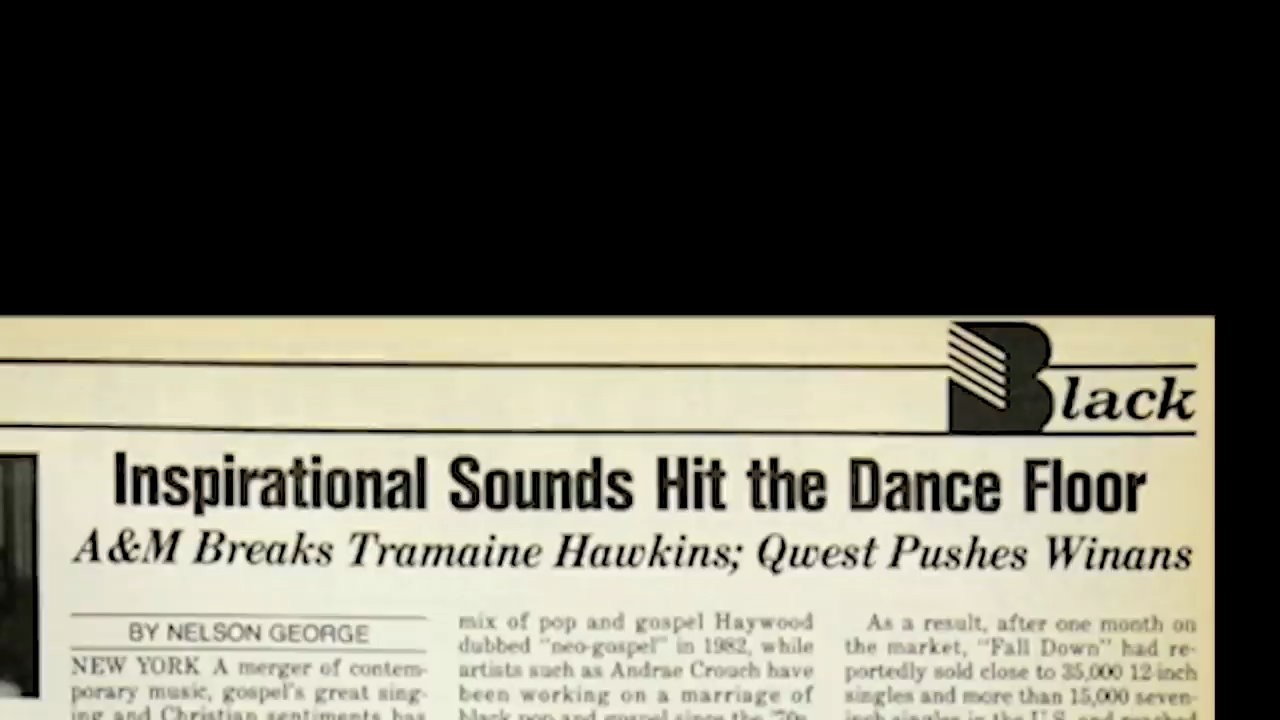 Black
Inspirational Sounds Hit the Dance Floor
A&M Breaks Tramaine Hawkins; Qwest Pushes Winans
BY NELSON GEORGE
NEW YORK A merger of contem-
porary music, gospel's great sing-
ing and Christian sentiments has
mix of pop and gospel Haywood
dubbed "neo-gospel" in 1982, while
artists such as Andrae Crouch have
been working on a marriage of
black pop and gospel since the '70s
As a result, after one month on
the market, "Fall Down" had re-
portedly sold close to 35,000 12-inch
singles and more than 15,000 seven-
inch singles in the U.S.